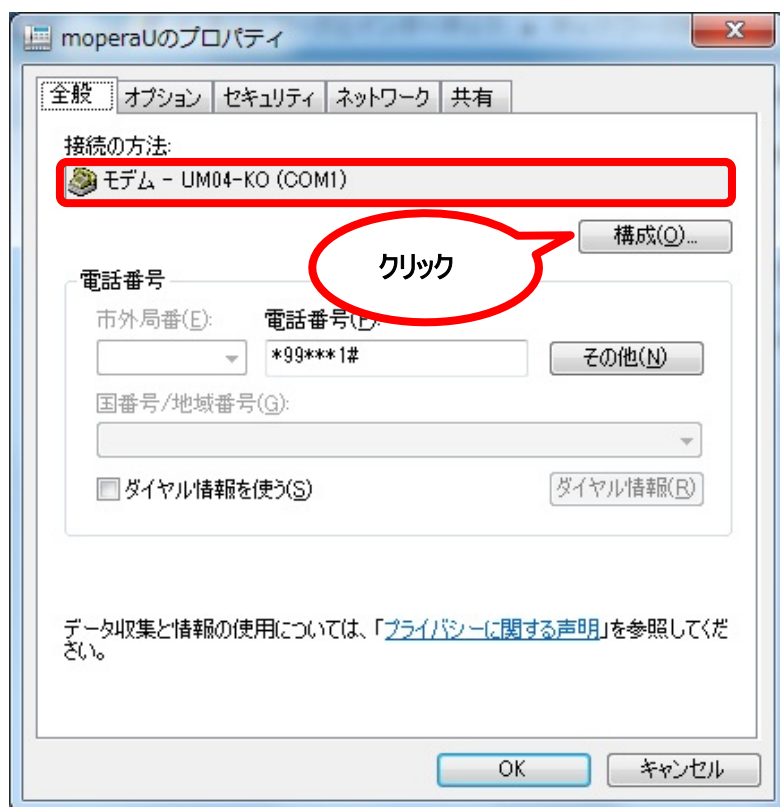 moperaUのプロパティ
全般 オプション セキュリティ ネットワーク 共有
接続の方法:
モデム - UM04-KO (COM1)
構成(O)...
クリック
電話番号
市外局番(E): 電話番号(P):
*99***1# その他(N)
国番号/地域番号(G):
ダイヤル情報を使う(S) ダイヤル情報(R)
データ収集と情報の使用については、「プライバシーに関する声明」を参照してくだ
さい。
OK キャンセル